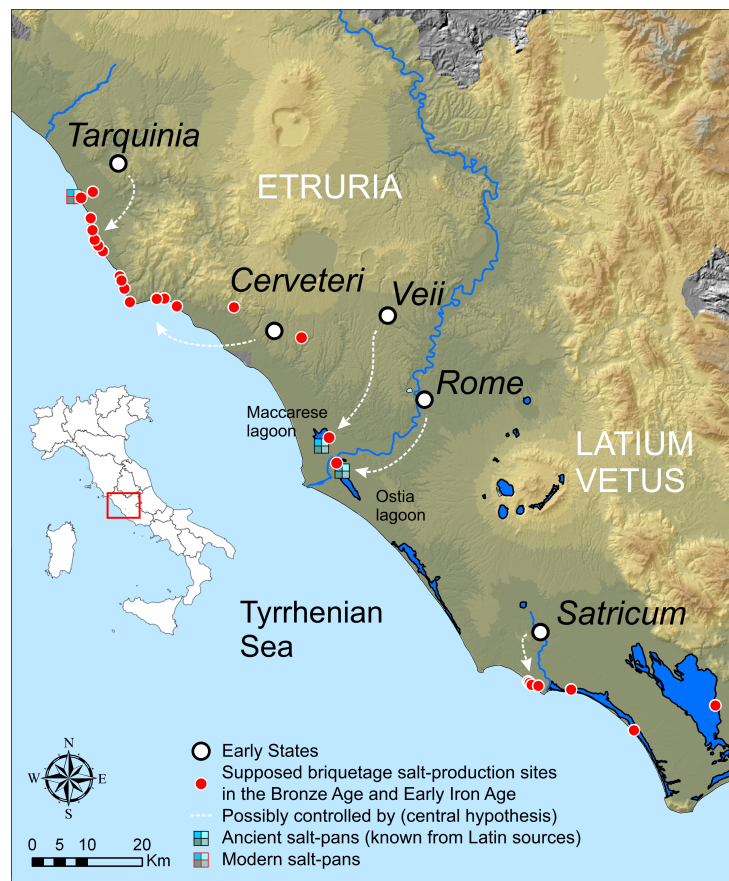 Tarquinia
ETRURIA
Cerveteri
Veii
Rome
Maccarese
lagoon
LATIUM
VETUS
Ostia
lagoon
Tyrrhenian
Sea
Satricum
N
W E
S
Early States
Supposed briquetage salt-production sites
in the Bronze Age and Early Iron Age
Possibly controlled by (central hypothesis)
Ancient salt-pans (known from Latin sources)
Modern salt-pans
0 5 10 20
Km